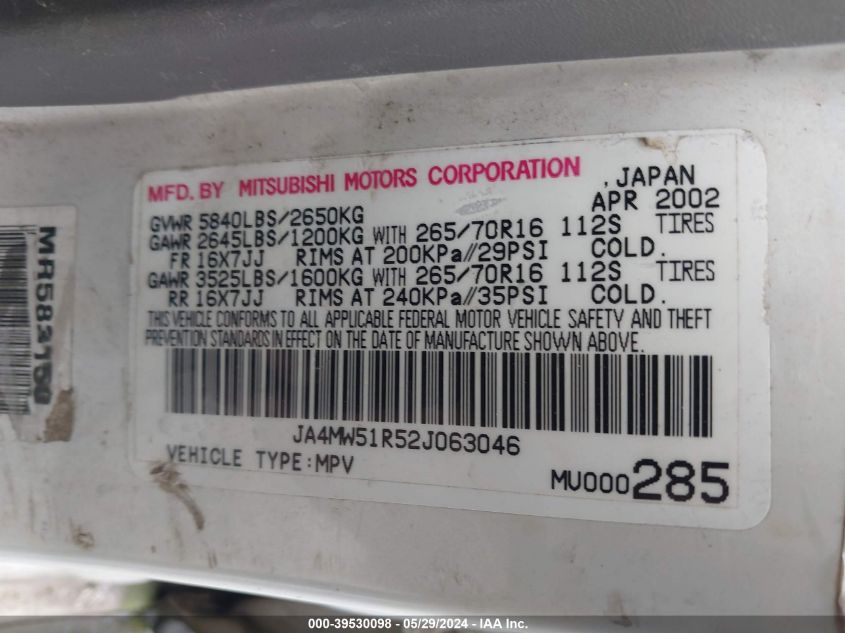 MFD. BY MITSUBISHI MOTORS CORPORATION , JAPAN
APR 2002
GVWR 5840LBS/2650KG
GAWR 2645LBS/1200KG WITH 265/70R16 112S TIRES
FR 16X7JJ RIMS AT 200KPa//29PSI COLD.
GAWR 3525LBS/1600KG WITH 265/70R16 112S TIRES
RR 16X7JJ RIMS AT 240KPa//35PSI COLD.
THIS VEHICLE CONFORMS TO ALL APPLICABLE FEDERAL MOTOR VEHICLE SAFETY AND THEFT
PREVENTION STANDARDS IN EFFECT ON THE DATE OF MANUFACTURE SHOWN ABOVE.
JA4MW51R52J063046
VEHICLE TYPE:MPV
MU000285
MR583150
000-39530098 - 05/29/2024 - IAA Inc.